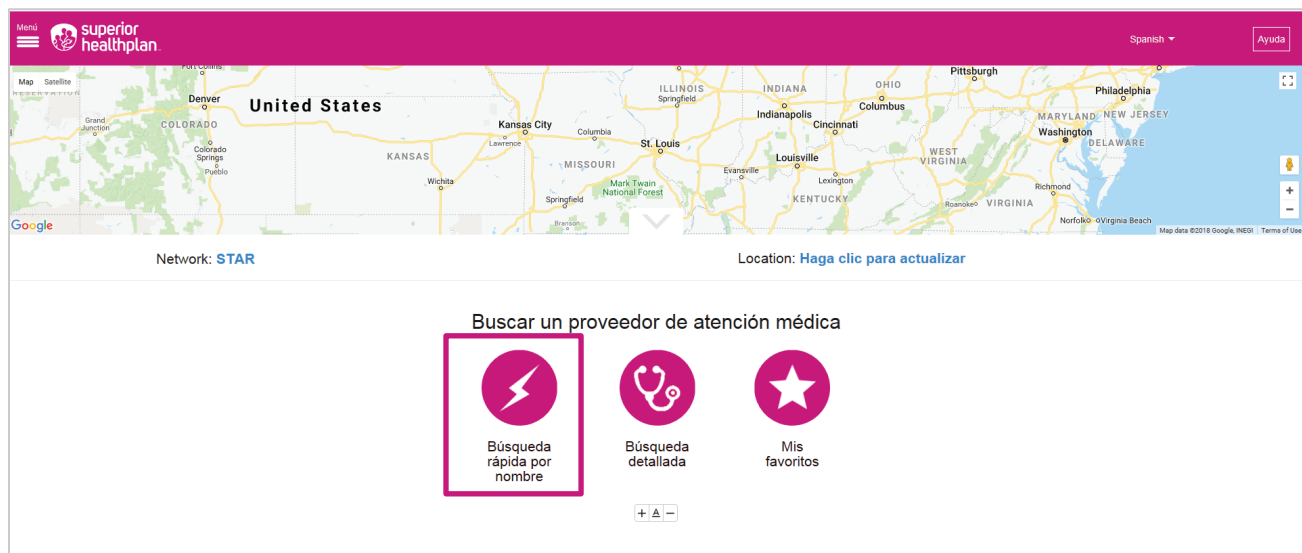 Menú
superior
healthplan
Spanish
Ayuda
Map
Satellite
Fort Collins
RESERVATION
Denver
United States
Grand
Junction
COLORADO
Colorado
Springs
Pueblo
KANSAS
Wichita
Kansas City
Lawrence
Columbia
MISSOURI
St. Louis
Mark Twain
National Forest
Springfield
Branson
ILLINOIS
Springfield
INDIANA
Indianapolis
OHIO
Columbus
Cincinnati
Louisville
Evansville
Lexington
KENTUCKY
Pittsburgh
Philadelphia
MARYLAND
NEW JERSEY
Washington
DELAWARE
WEST
VIRGINIA
Richmond
Roanoke
VIRGINIA
Norfolk
Virginia Beach
+
−
Google
Map data ©2018 Google, INEGI
Terms of Use
Network: STAR
Location: Haga clic para actualizar
Buscar un proveedor de atención médica
Búsqueda
rápida por
nombre
Búsqueda
detallada
Mis
favoritos
+ A −